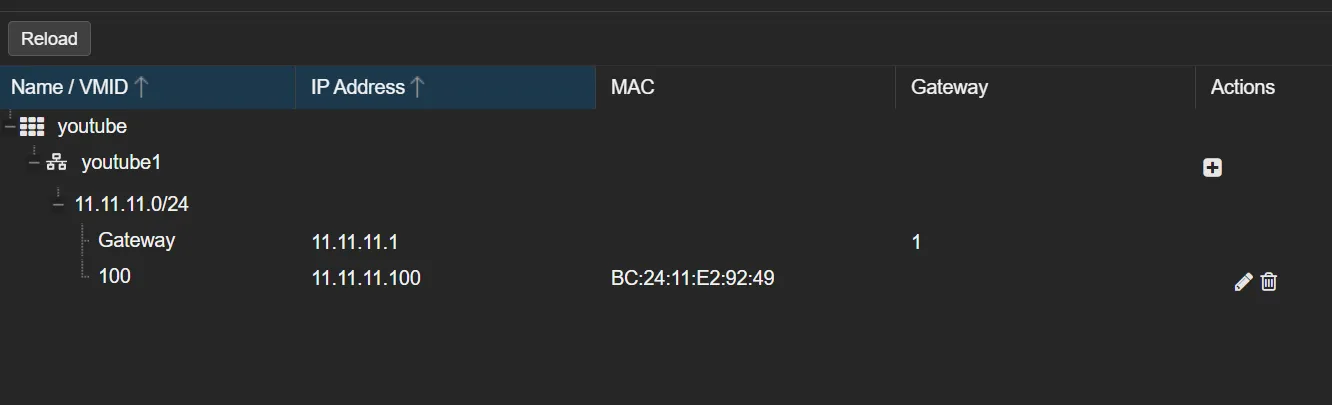 Reload
Name / VMID IP Address MAC Gateway Actions
youtube
youtube1
11.11.11.0/24
Gateway 11.11.11.1 1
100 11.11.11.100 BC:24:11:E2:92:49